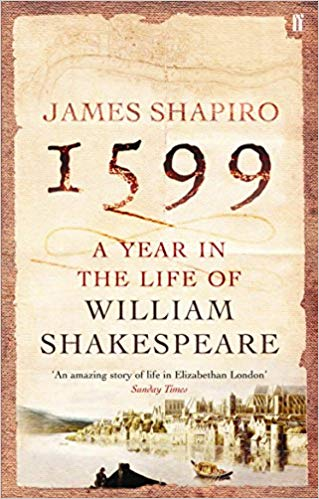 ff
JAMES SHAPIRO
1599
A YEAR IN
THE LIFE OF
WILLIAM
SHAKESPEARE
'An amazing story of life in Elizabethan London'
Sunday Times